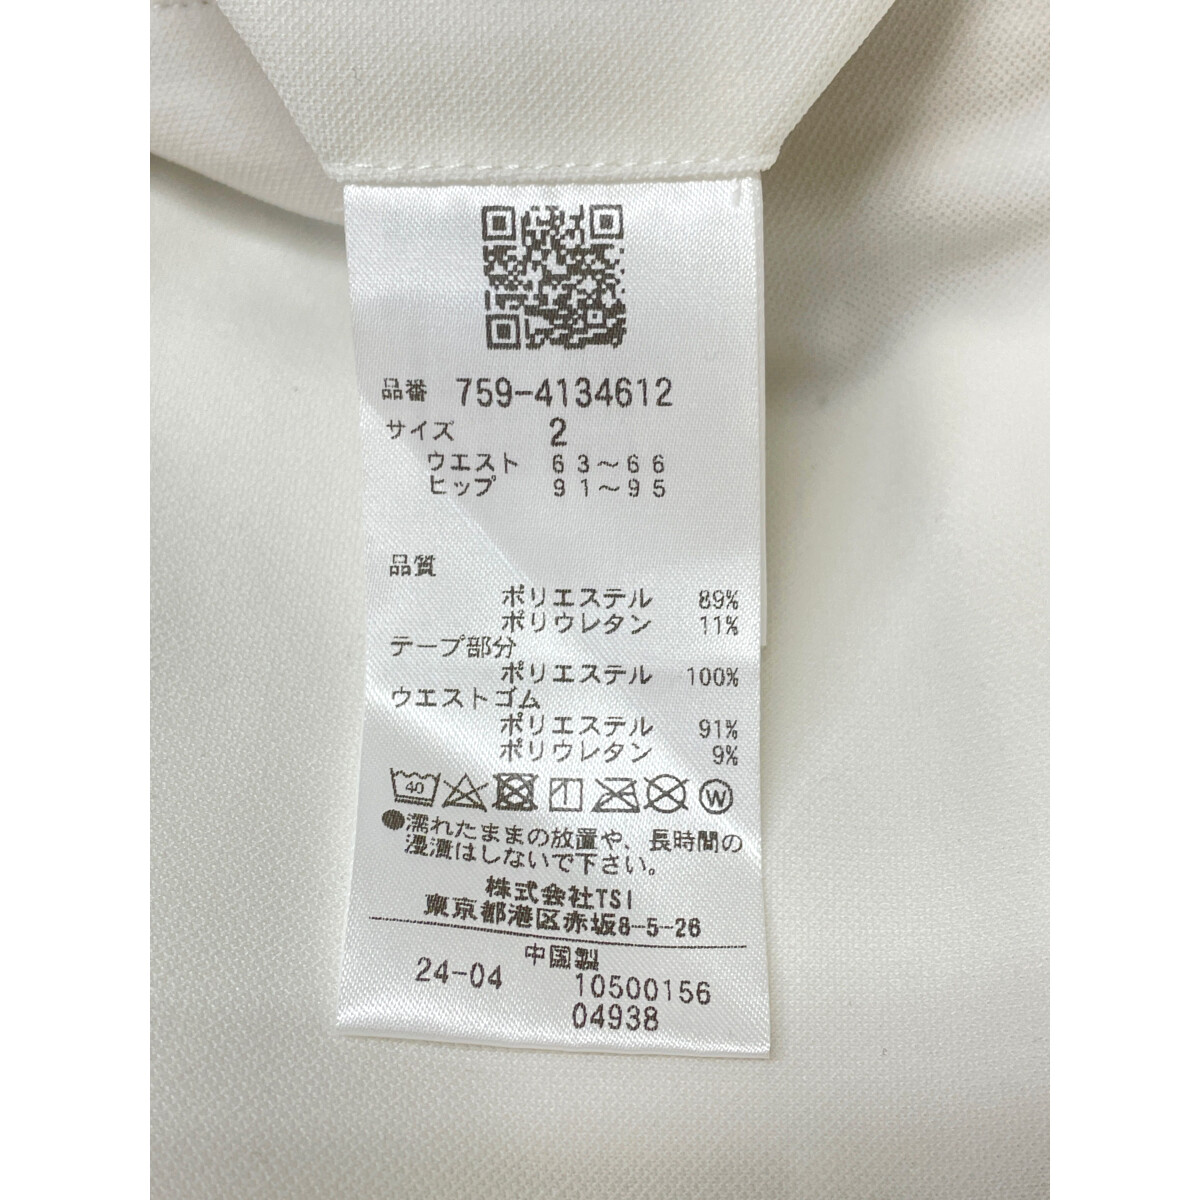 品番 759-4134612
サイズ 2
ウエスト 63～66
ヒップ 91～95
品質
ポリエステル 89%
ポリウレタン 11%
テープ部分
ポリエステル 100%
ウエストゴム
ポリエステル 91%
ポリウレタン 9%
40 W
●濡れたままの放置や、長時間の
浸漬はしないで下さい。
株式会社TSI
東京都港区赤坂8-5-26
中国製
24-04 10500156
04938